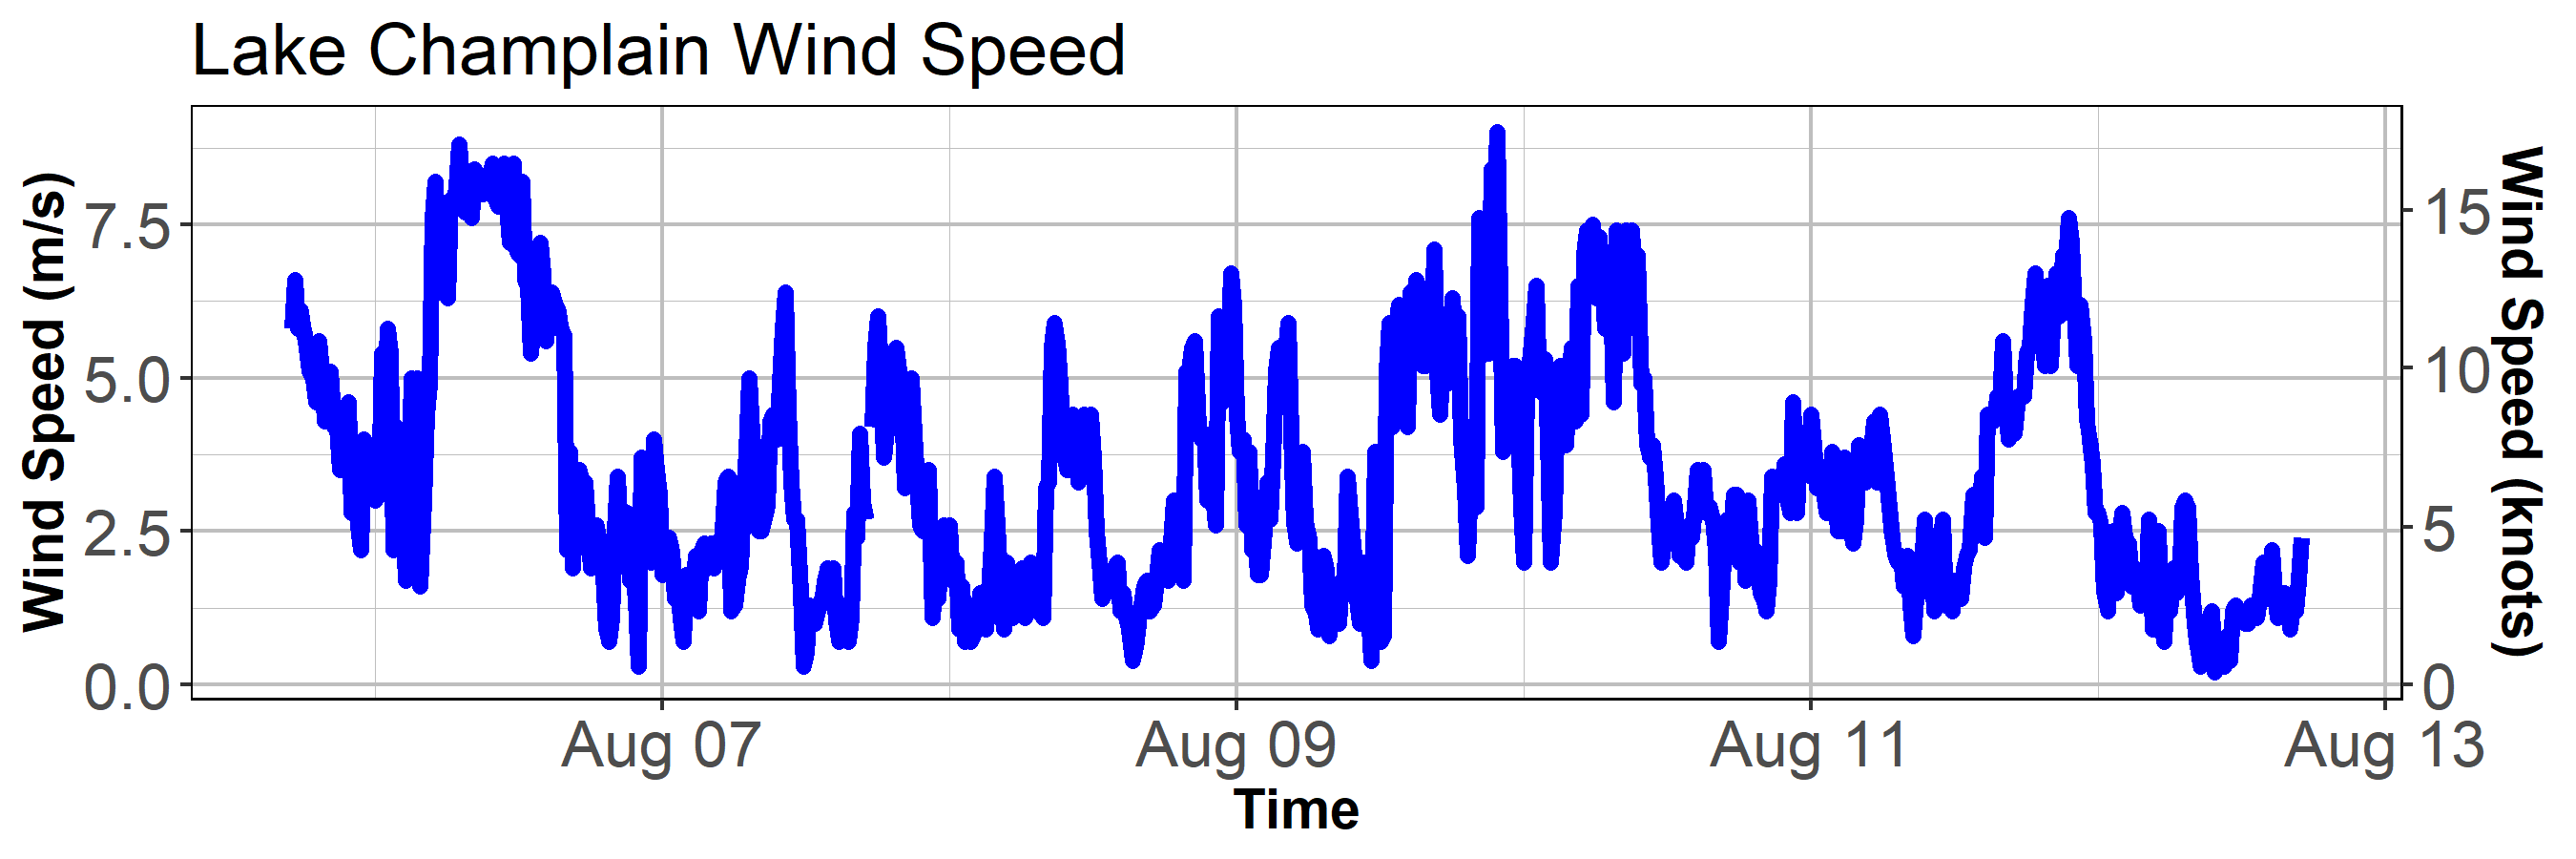 Lake Champlain Wind Speed
Wind Speed (m/s)
7.5
5.0
2.5
0.0
15
10
5
0
Wind Speed (knots)
Aug 07
Aug 09
Aug 11
Aug 13
Time